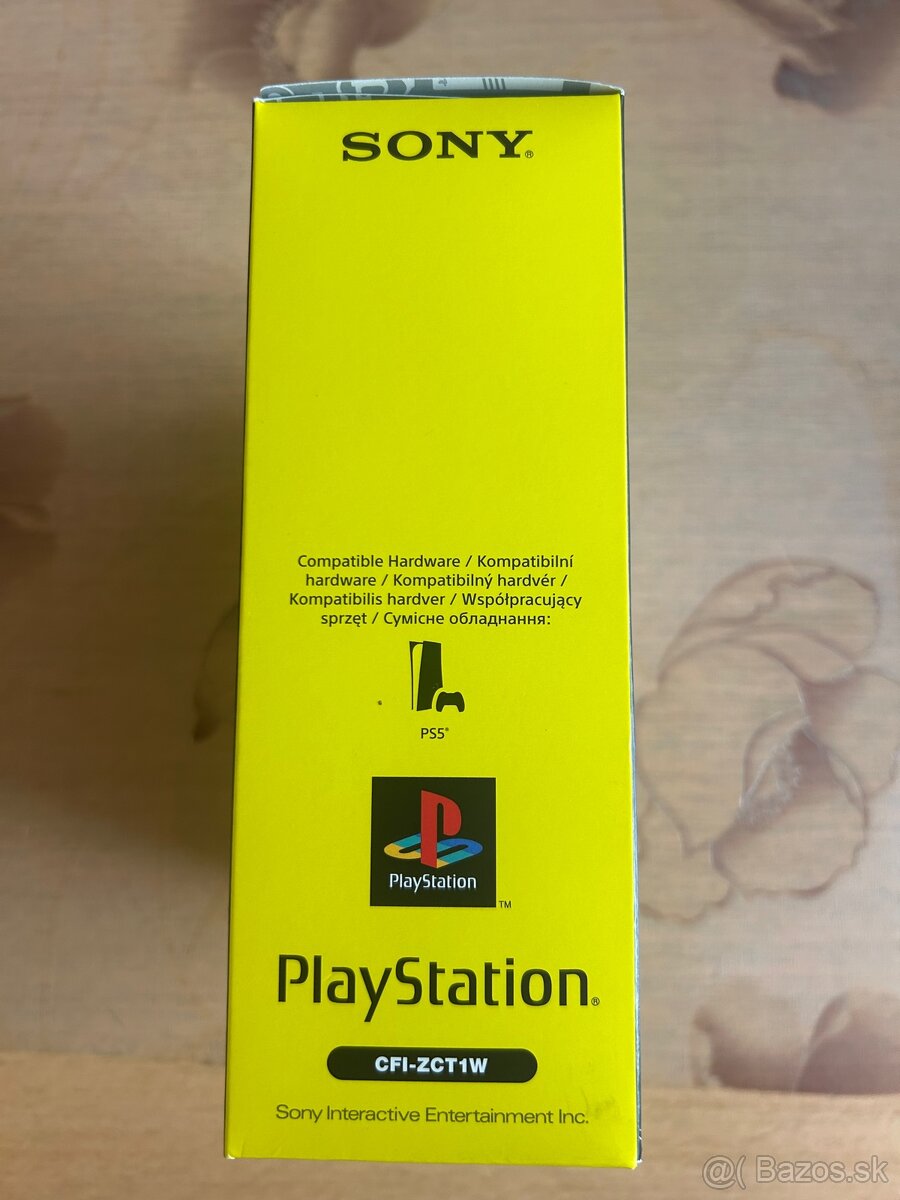 SONY®
Compatible Hardware / Kompatibilní
hardware / Kompatibilný hardvér /
Kompatibilis hardver / Współpracujący
sprzęt / Сумісне обладнання:
PS5®
PlayStation
TM
PlayStation®
CFI-ZCT1W
Sony Interactive Entertainment Inc.
@( Bazos.sk